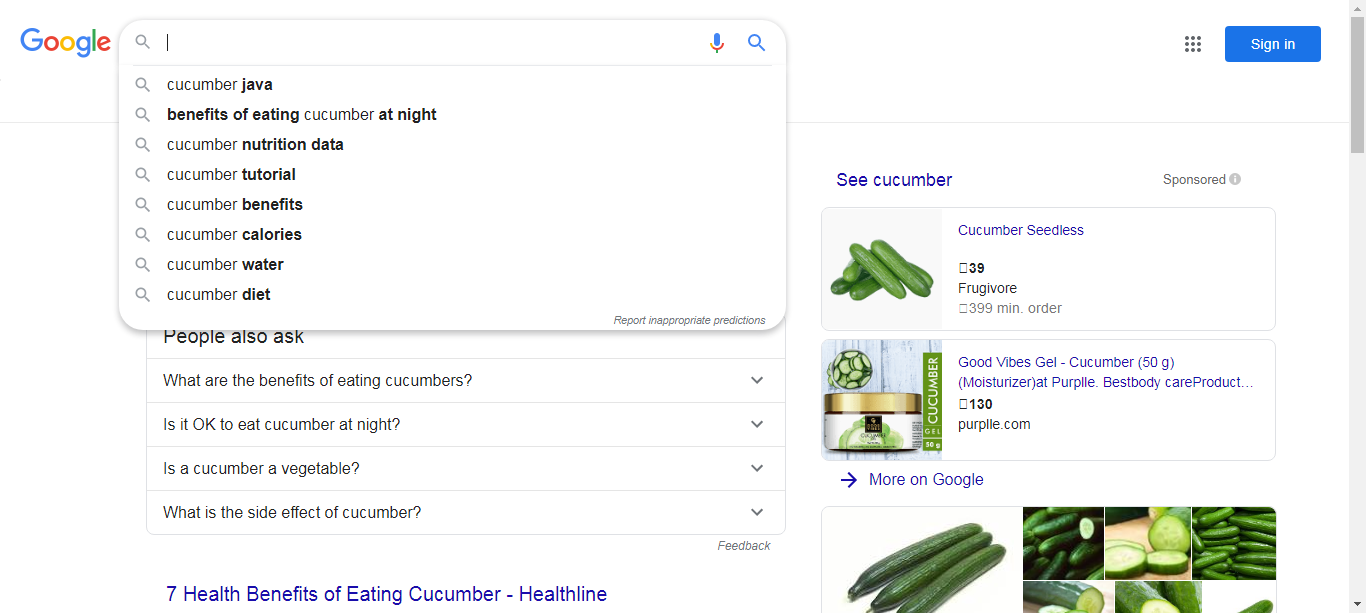 Google
Sign in
cucumber java
benefits of eating cucumber at night
cucumber nutrition data
cucumber tutorial
cucumber benefits
cucumber calories
cucumber water
cucumber diet
Report inappropriate predictions
People also ask
What are the benefits of eating cucumbers?
Is it OK to eat cucumber at night?
Is a cucumber a vegetable?
What is the side effect of cucumber?
Feedback
7 Health Benefits of Eating Cucumber - Healthline
See cucumber
Sponsored
Cucumber Seedless
39
Frugivore
399 min. order
CUCUMBER
GEL
50 g
GOOD VIBES
CUCUMBER
GEL
Good Vibes Gel - Cucumber (50 g)
(Moisturizer)at Purplle. Bestbody careProduct…
130
purplle.com
More on Google